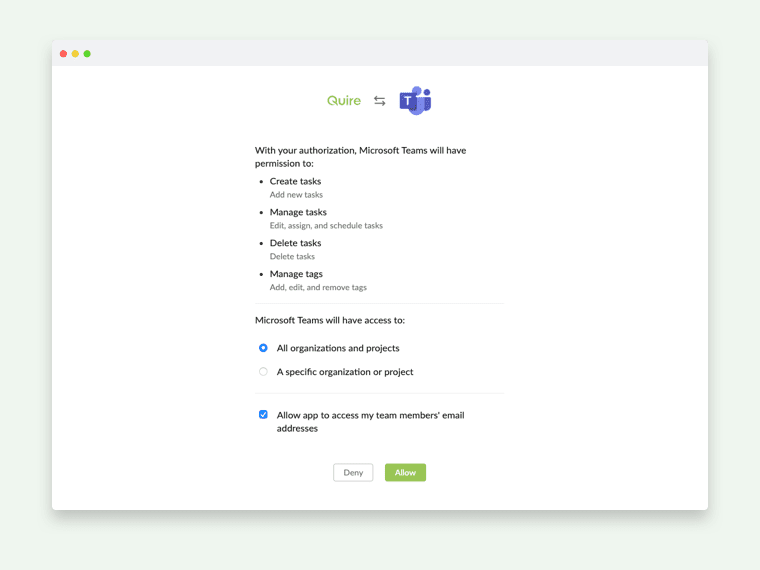 Quire
T
With your authorization, Microsoft Teams will have
permission to:
Create tasks
Add new tasks
Manage tasks
Edit, assign, and schedule tasks
Delete tasks
Delete tasks
Manage tags
Add, edit, and remove tags
Microsoft Teams will have access to:
All organizations and projects
A specific organization or project
Allow app to access my team members' email
addresses
Deny
Allow